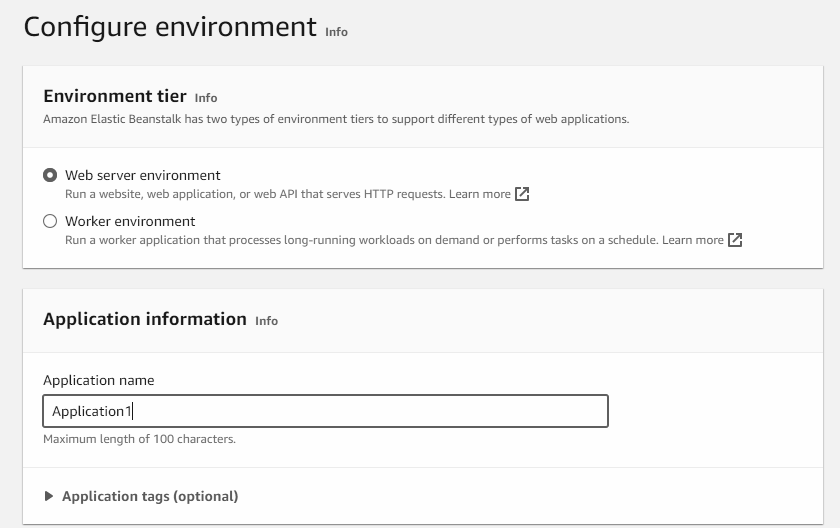 Configure environment Info
Environment tier Info
Amazon Elastic Beanstalk has two types of environment tiers to support different types of web applications.
Web server environment
Run a website, web application, or web API that serves HTTP requests. Learn more
Worker environment
Run a worker application that processes long-running workloads on demand or performs tasks on a schedule. Learn more
Application information Info
Application name
Application1
Maximum length of 100 characters.
Application tags (optional)